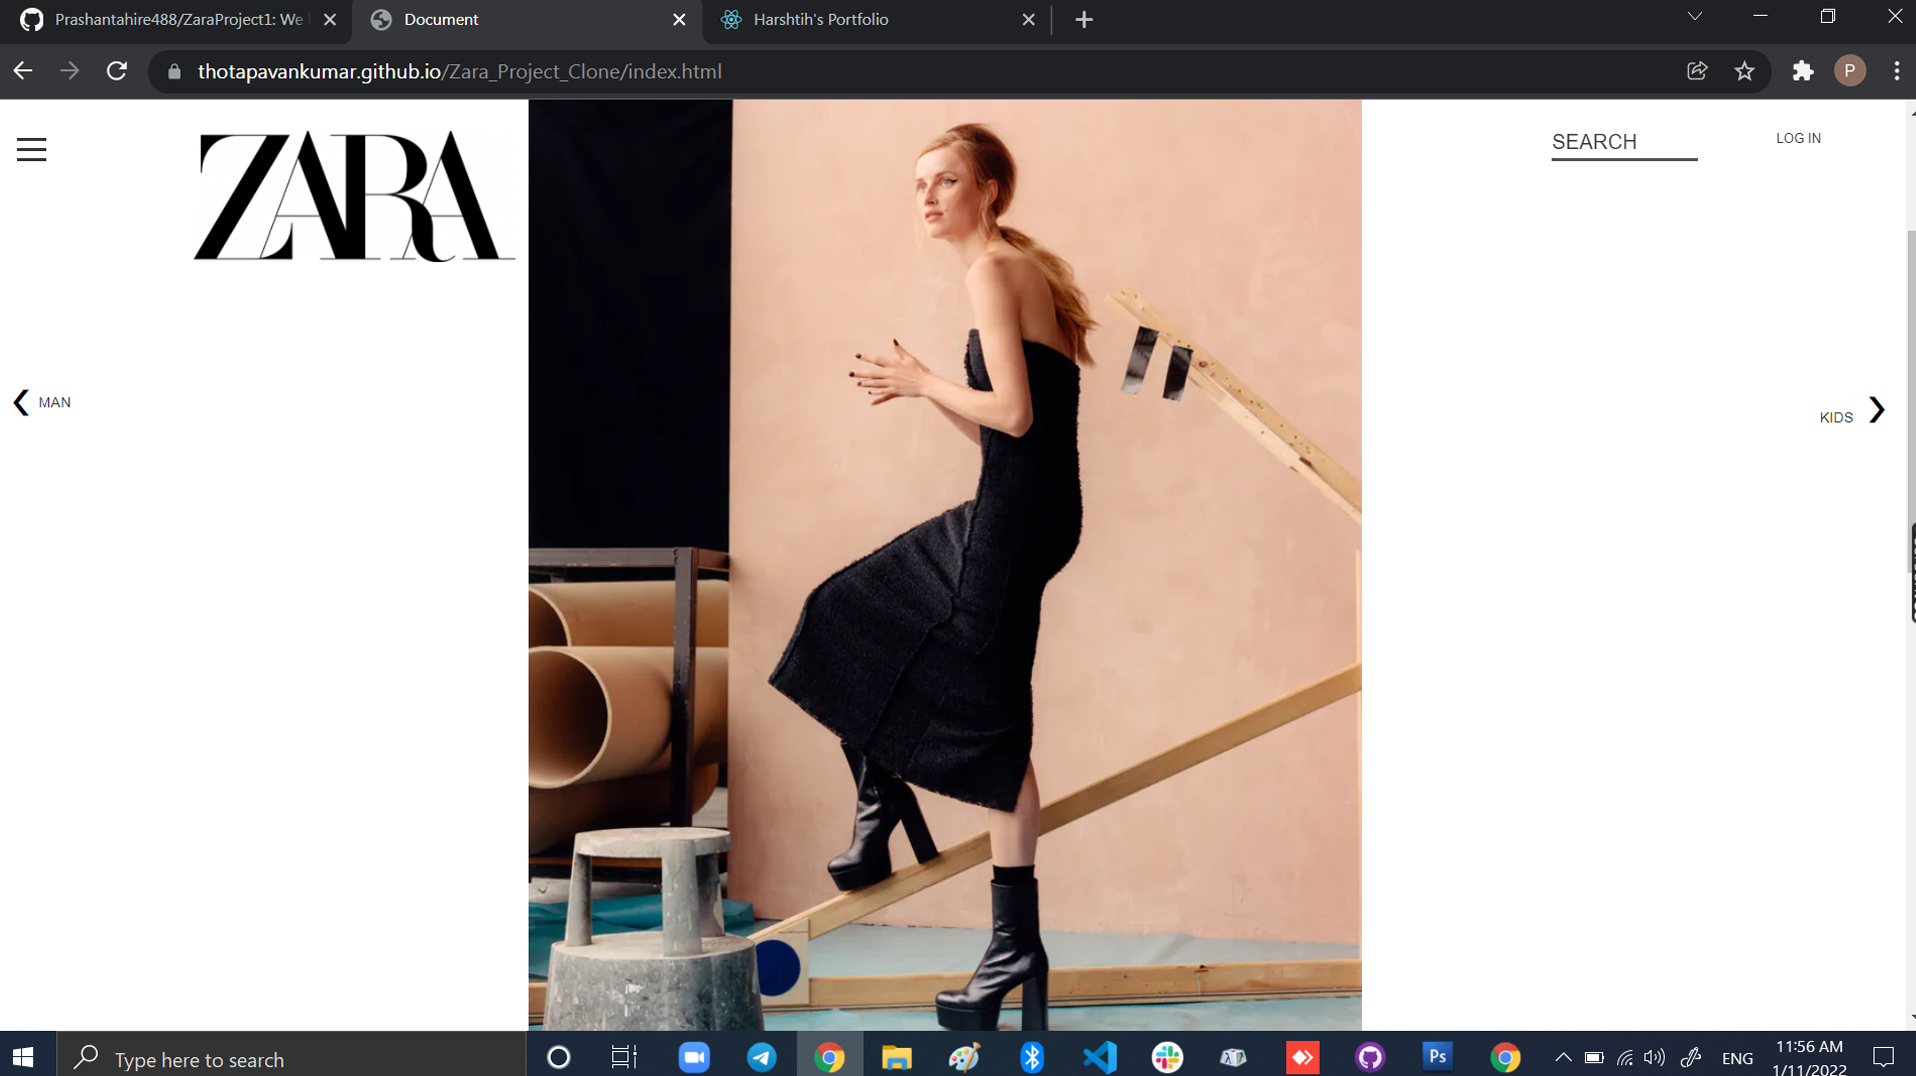 Prashantahire488/ZaraProject1: We
Document
Harshtih's Portfolio
thotapavankumar.github.io/Zara_Project_Clone/index.html
P
ZARA
SEARCH
LOG IN
MAN
KIDS
Type here to search
Ps
ENG
11:56 AM
1/11/2022